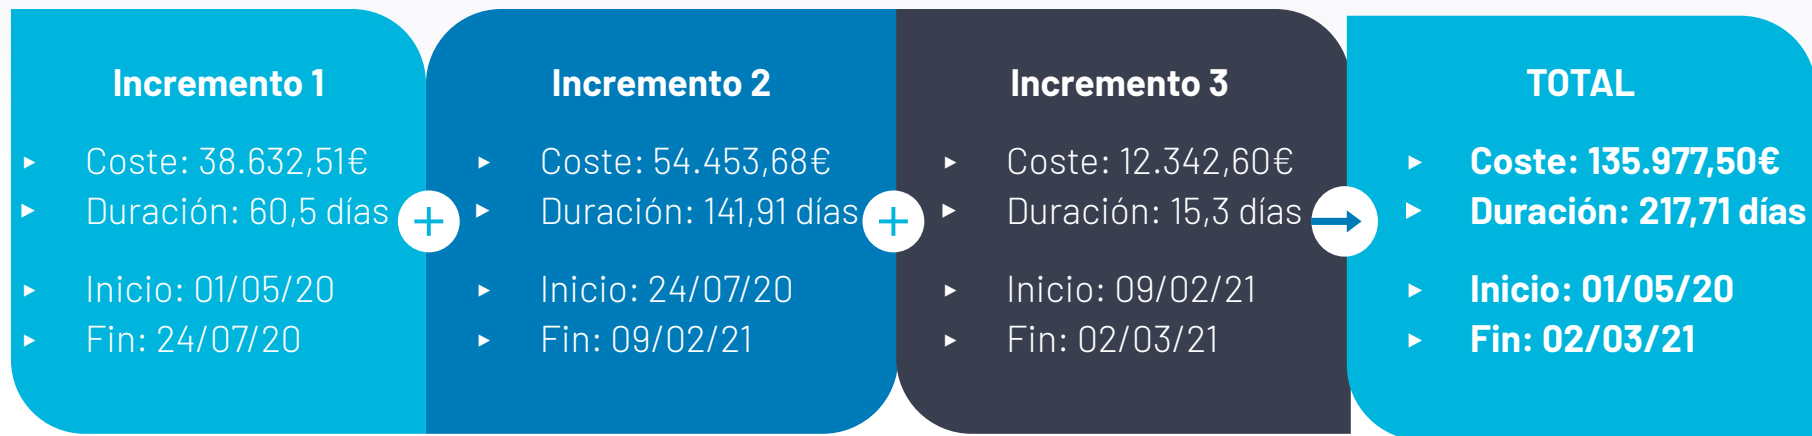 Incremento 1
▸ Coste: 38.632,51€
▸ Duración: 60,5 días
▸ Inicio: 01/05/20
▸ Fin: 24/07/20
+
Incremento 2
▸ Coste: 54.453,68€
▸ Duración: 141,91 días
▸ Inicio: 24/07/20
▸ Fin: 09/02/21
+
Incremento 3
▸ Coste: 12.342,60€
▸ Duración: 15,3 días
▸ Inicio: 09/02/21
▸ Fin: 02/03/21
TOTAL
▸ Coste: 135.977,50€
▸ Duración: 217,71 días
▸ Inicio: 01/05/20
▸ Fin: 02/03/21